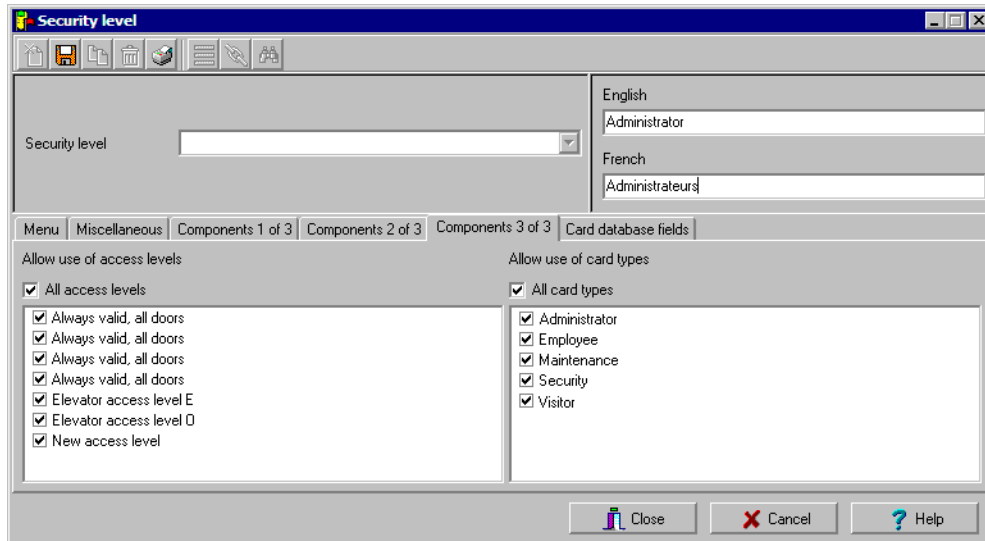 Security level
English
Administrator
Security level
French
Administrateurs
Menu
Miscellaneous
Components 1 of 3
Components 2 of 3
Components 3 of 3
Card database fields
Allow use of access levels
All access levels
Always valid, all doors
Always valid, all doors
Always valid, all doors
Always valid, all doors
Elevator access level E
Elevator access level O
New access level
Allow use of card types
All card types
Administrator
Employee
Maintenance
Security
Visitor
Close
Cancel
Help